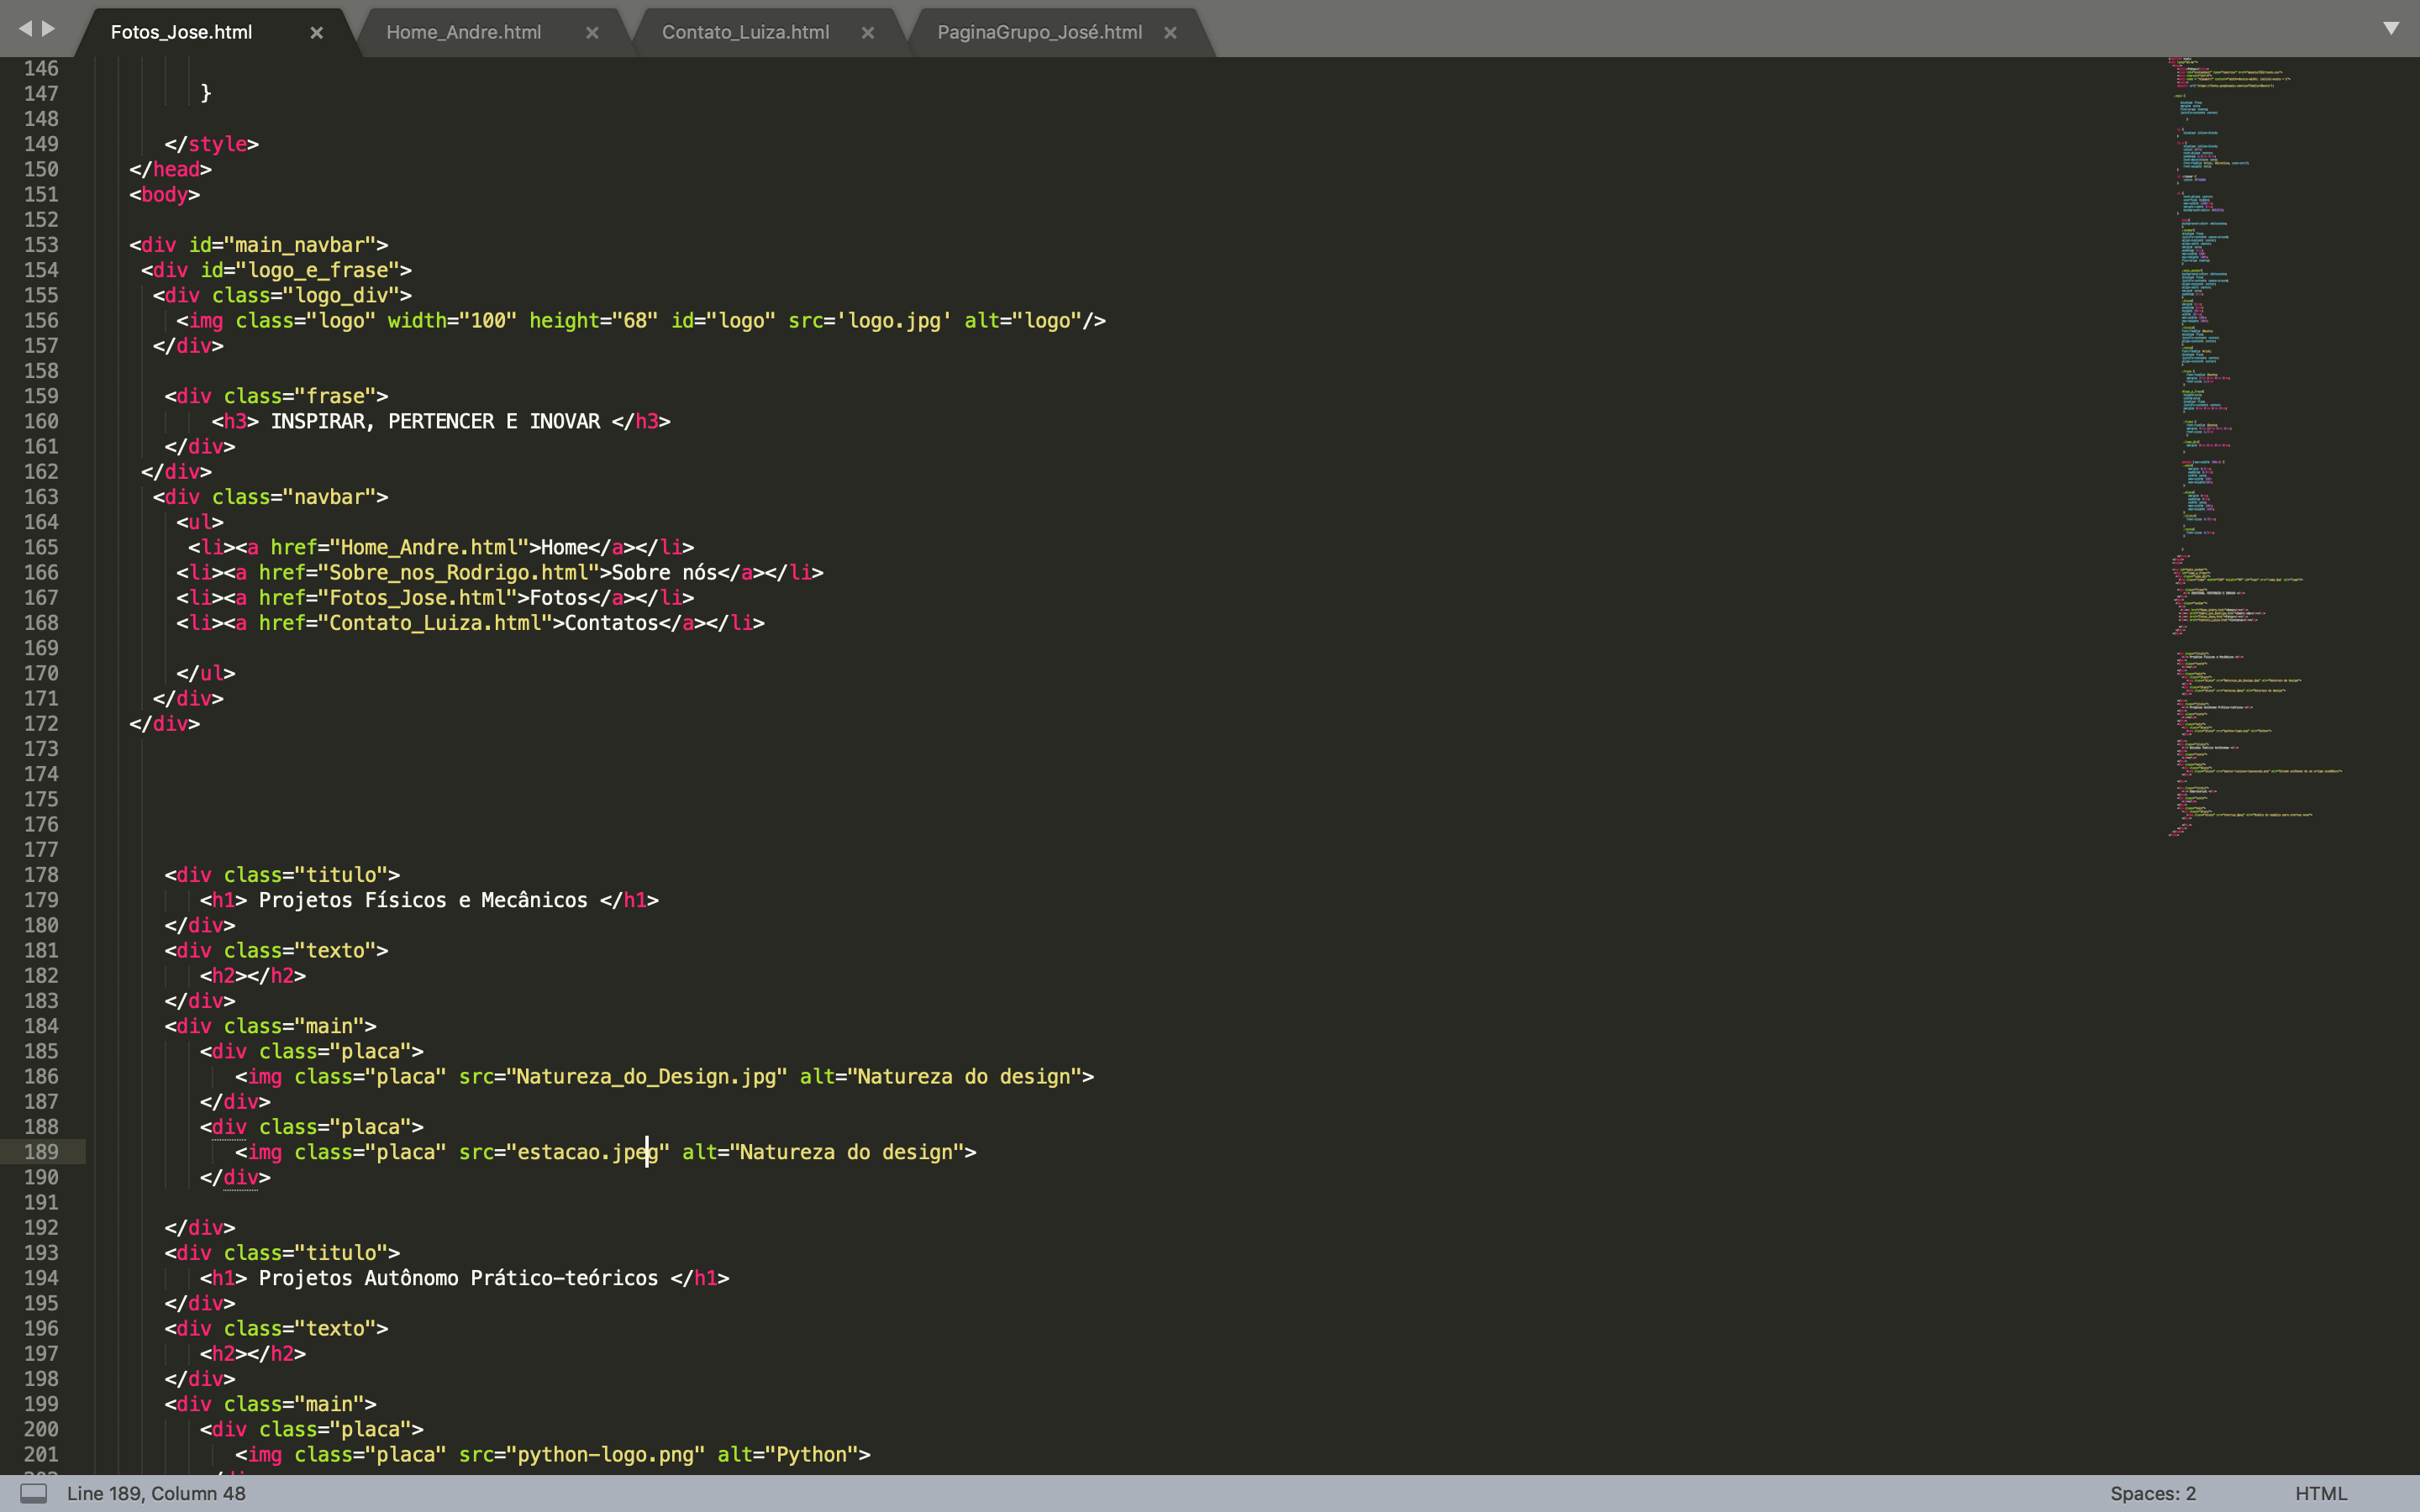 Fotos_Jose.html × Home_Andre.html × Contato_Luiza.html × PaginaGrupo_José.html ×
146
147 }
148
149 </style>
150 </head>
151 <body>
152
153 <div id="main_navbar">
154 <div id="logo_e_frase">
155 <div class="logo_div">
156 <img class="logo" width="100" height="68" id="logo" src='logo.jpg' alt="logo"/>
157 </div>
158
159 <div class="frase">
160 <h3> INSPIRAR, PERTENCER E INOVAR </h3>
161 </div>
162 </div>
163 <div class="navbar">
164 <ul>
165 <li><a href="Home_Andre.html">Home</a></li>
166 <li><a href="Sobre_nos_Rodrigo.html">Sobre nós</a></li>
167 <li><a href="Fotos_Jose.html">Fotos</a></li>
168 <li><a href="Contato_Luiza.html">Contatos</a></li>
169
170 </ul>
171 </div>
172 </div>
173
174
175
176
177
178 <div class="titulo">
179 <h1> Projetos Físicos e Mecânicos </h1>
180 </div>
181 <div class="texto">
182 <h2></h2>
183 </div>
184 <div class="main">
185 <div class="placa">
186 <img class="placa" src="Natureza_do_Design.jpg" alt="Natureza do design">
187 </div>
188 <div class="placa">
189 <img class="placa" src="estacao.jpeg" alt="Natureza do design">
190 </div>
191
192 </div>
193 <div class="titulo">
194 <h1> Projetos Autônomo Prático-teóricos </h1>
195 </div>
196 <div class="texto">
197 <h2></h2>
198 </div>
199 <div class="main">
200 <div class="placa">
201 <img class="placa" src="python-logo.png" alt="Python">
Line 189, Column 48 Spaces: 2 HTML